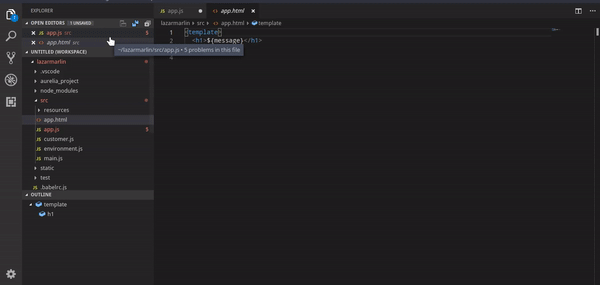 EXPLORER
OPEN EDITORS 1 UNSAVED
JS app.js src 5
app.html src
UNTITLED (WORKSPACE)
lazarmarlin
.vscode
aurelia_project
node_modules
src
resources
app.html
JS app.js 5
JS customer.js
JS environment.js
JS main.js
static
test
.babelrc.js
OUTLINE
template
h1
JS app.js
app.html
lazarmarlin › src › app.html › template
1 <template>
2 <h1>${message}</h1>
~/lazarmarlin/src/app.js • 5 problems in this file